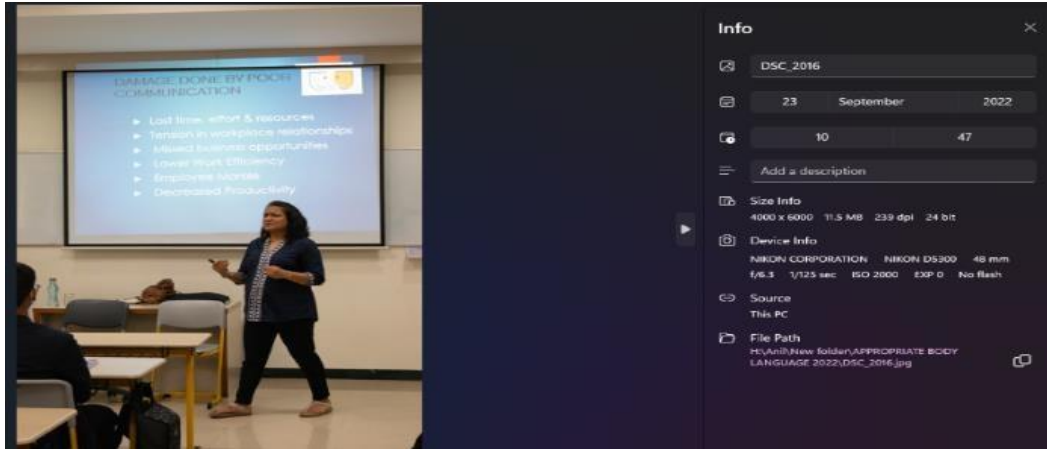 DAMAGE DONE BY POOR
COMMUNICATION
Lost time, effort & resources
Tension in workplace relationships
Missed business opportunities
Lower Work Efficiency
Employee Morale
Decreased Productivity
Info
DSC_2016
23 September 2022
10 47
Add a description
Size Info
4000 x 6000 11.5 MB 239 dpi 24 bit
Device Info
NIKON CORPORATION NIKON D5300 48 mm
f/6.3 1/125 sec ISO 2000 EXP 0 No flash
Source
This PC
File Path
H:\Anil\New folder\APPROPRIATE BODY
LANGUAGE 2022\DSC_2016.jpg